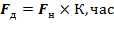 Fд = Fн × К,час